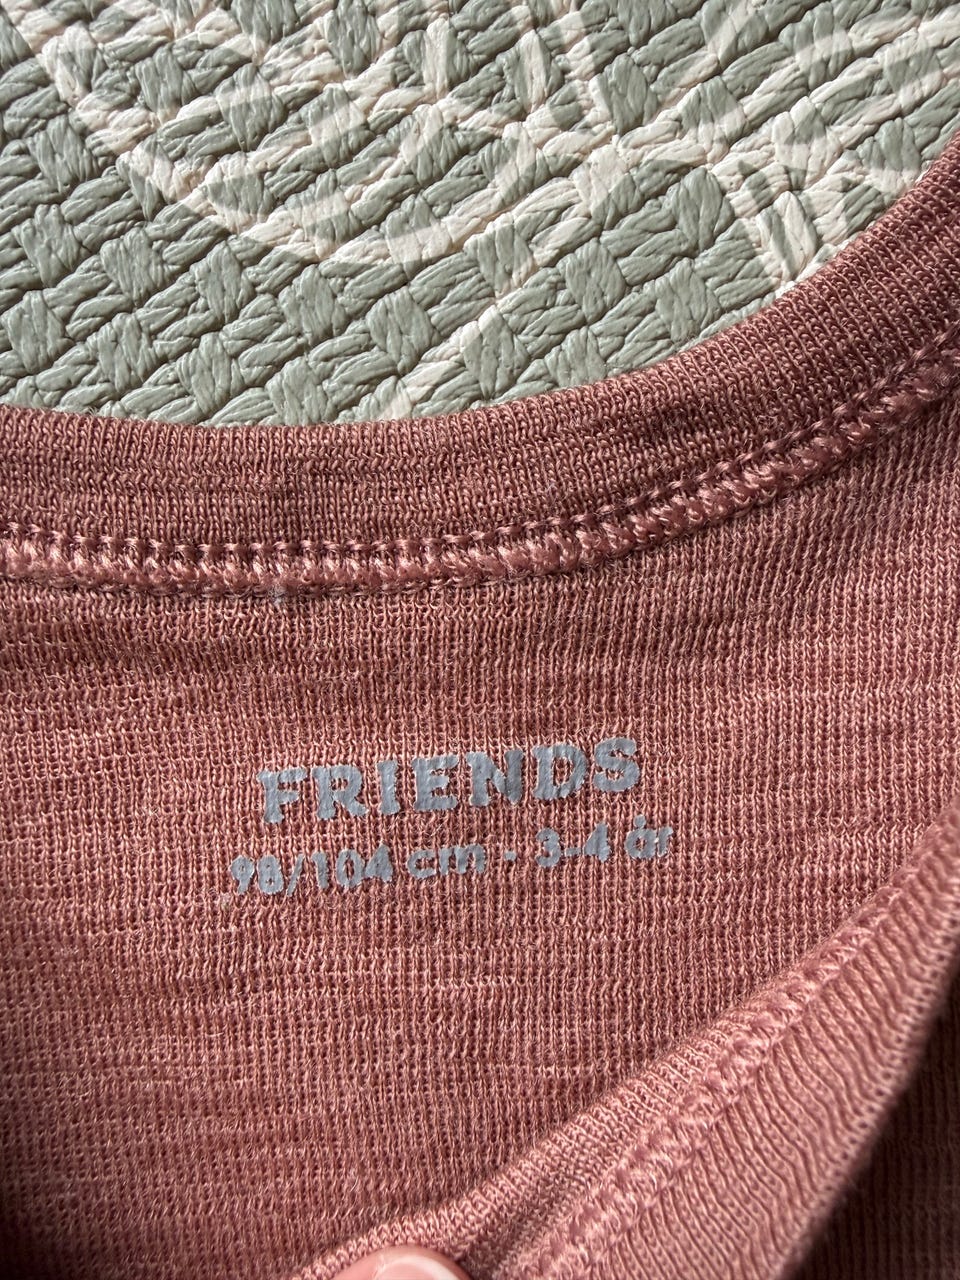 FRIENDS
98/104 cm · 3-4 år